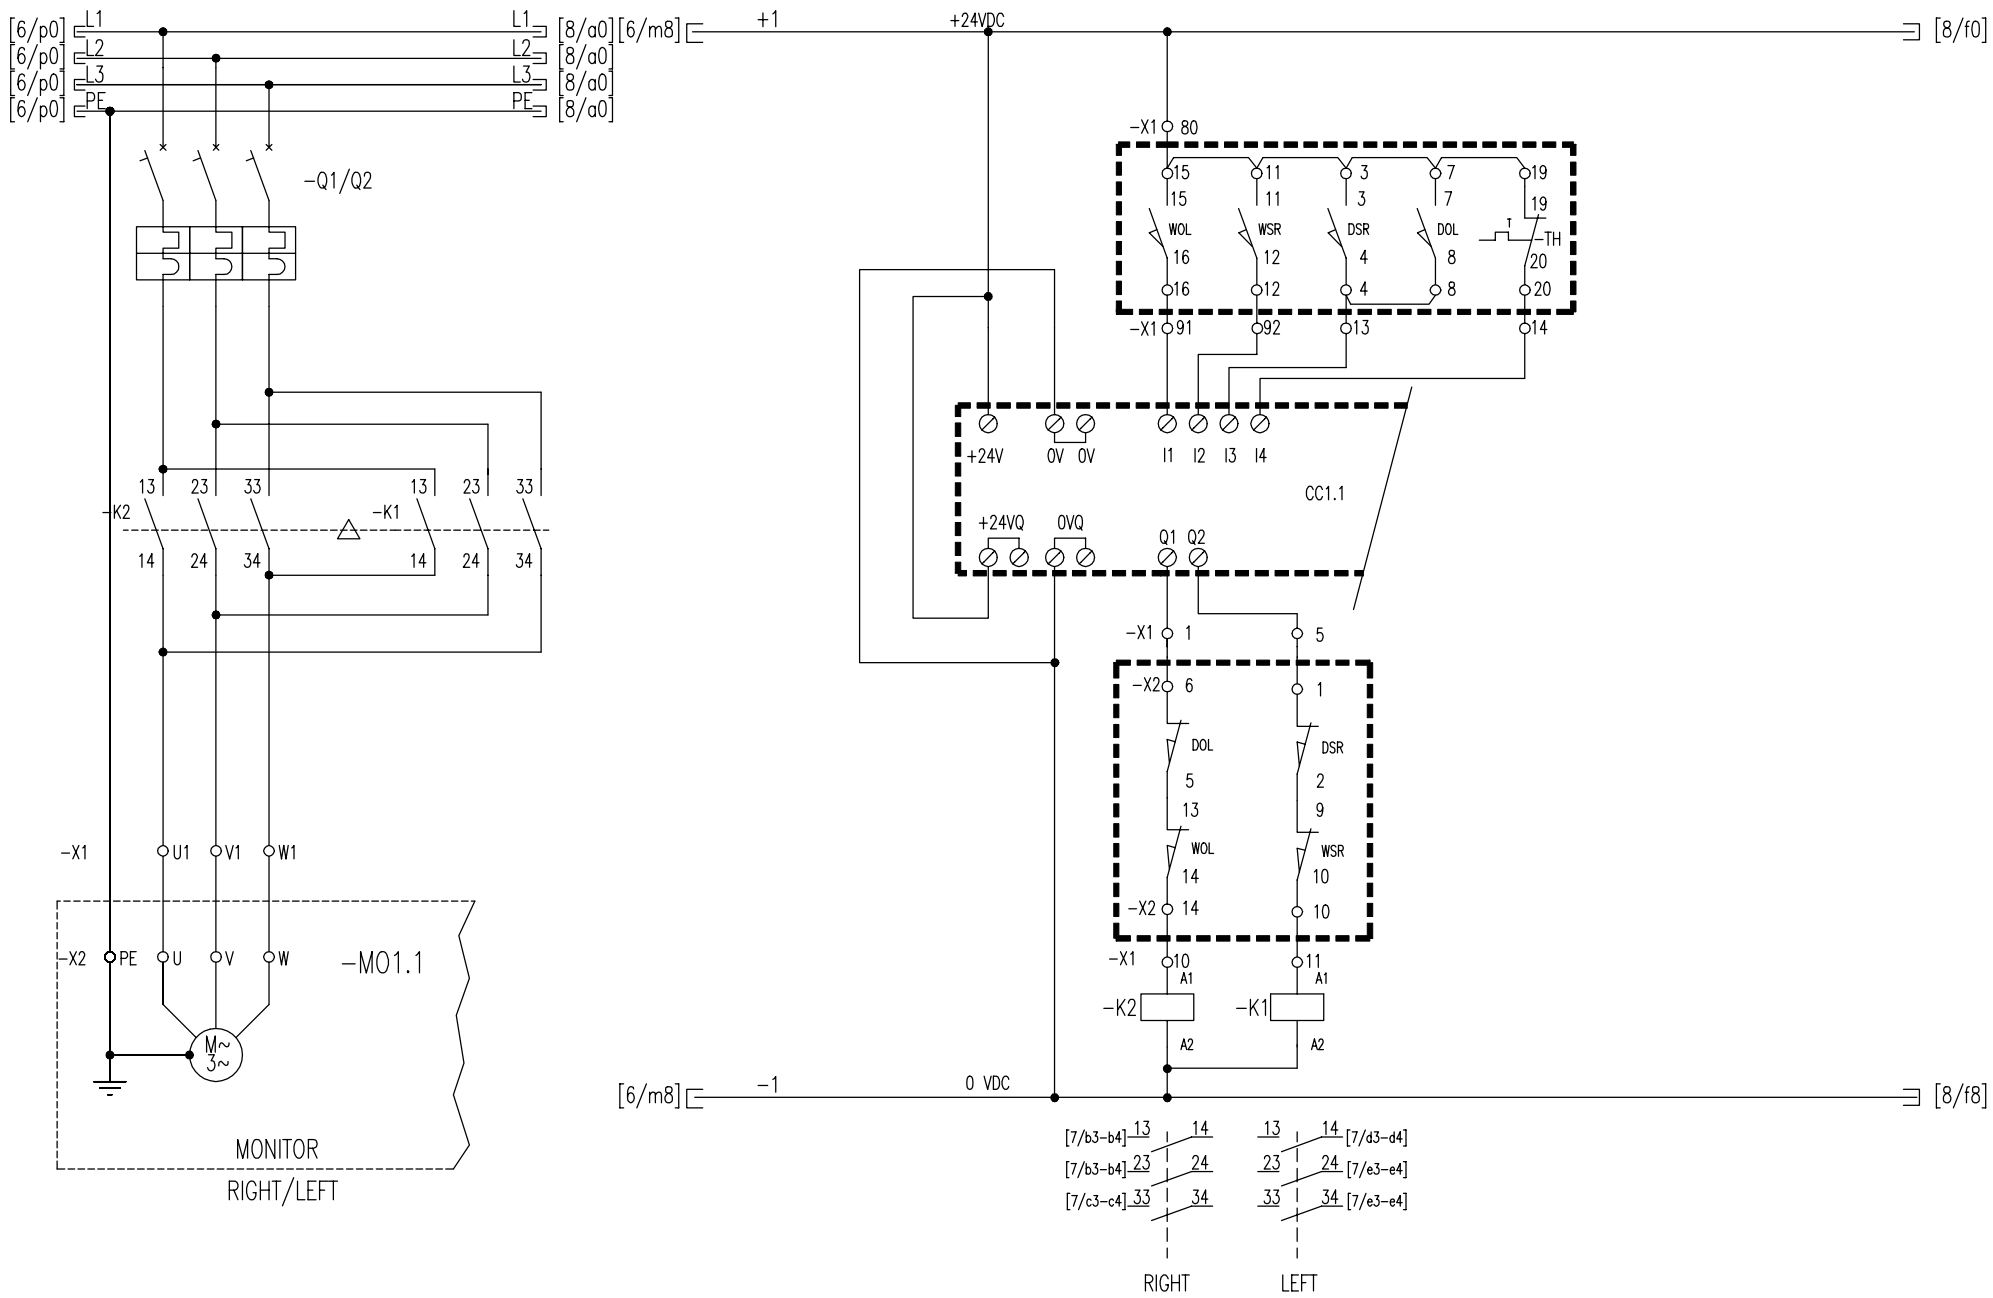 [6/p0] L1 L1 [8/a0] [6/m8] +1 +24VDC [8/f0]
[6/p0] L2 L2 [8/a0]
[6/p0] L3 L3 [8/a0]
[6/p0] PE PE [8/a0]
-Q1/Q2
13 23 33 13 23 33
-K2 -K1
14 24 34 14 24 34
-X1 U1 V1 W1
-X2 PE U V W -MO1.1
M~
3~
MONITOR
RIGHT/LEFT
-X1 80
15 11 3 7 19
15 11 3 7 19
WOL WSR DSR DOL T -TH
16 12 4 8 20
16 12 4 8 20
-X1 91 92 13 14
+24V 0V 0V I1 I2 I3 I4
CC1.1
+24VQ 0VQ Q1 Q2
-X1 1 5
-X2 6 1
DOL DSR
5 2
13 9
WOL WSR
14 10
-X2 14 10
-X1 10 11
A1 A1
-K2 -K1
A2 A2
[6/m8] -1 0 VDC [8/f8]
[7/b3-b4] 13 14 13 14 [7/d3-d4]
[7/b3-b4] 23 24 23 24 [7/e3-e4]
[7/c3-c4] 33 34 33 34 [7/e3-e4]
RIGHT LEFT